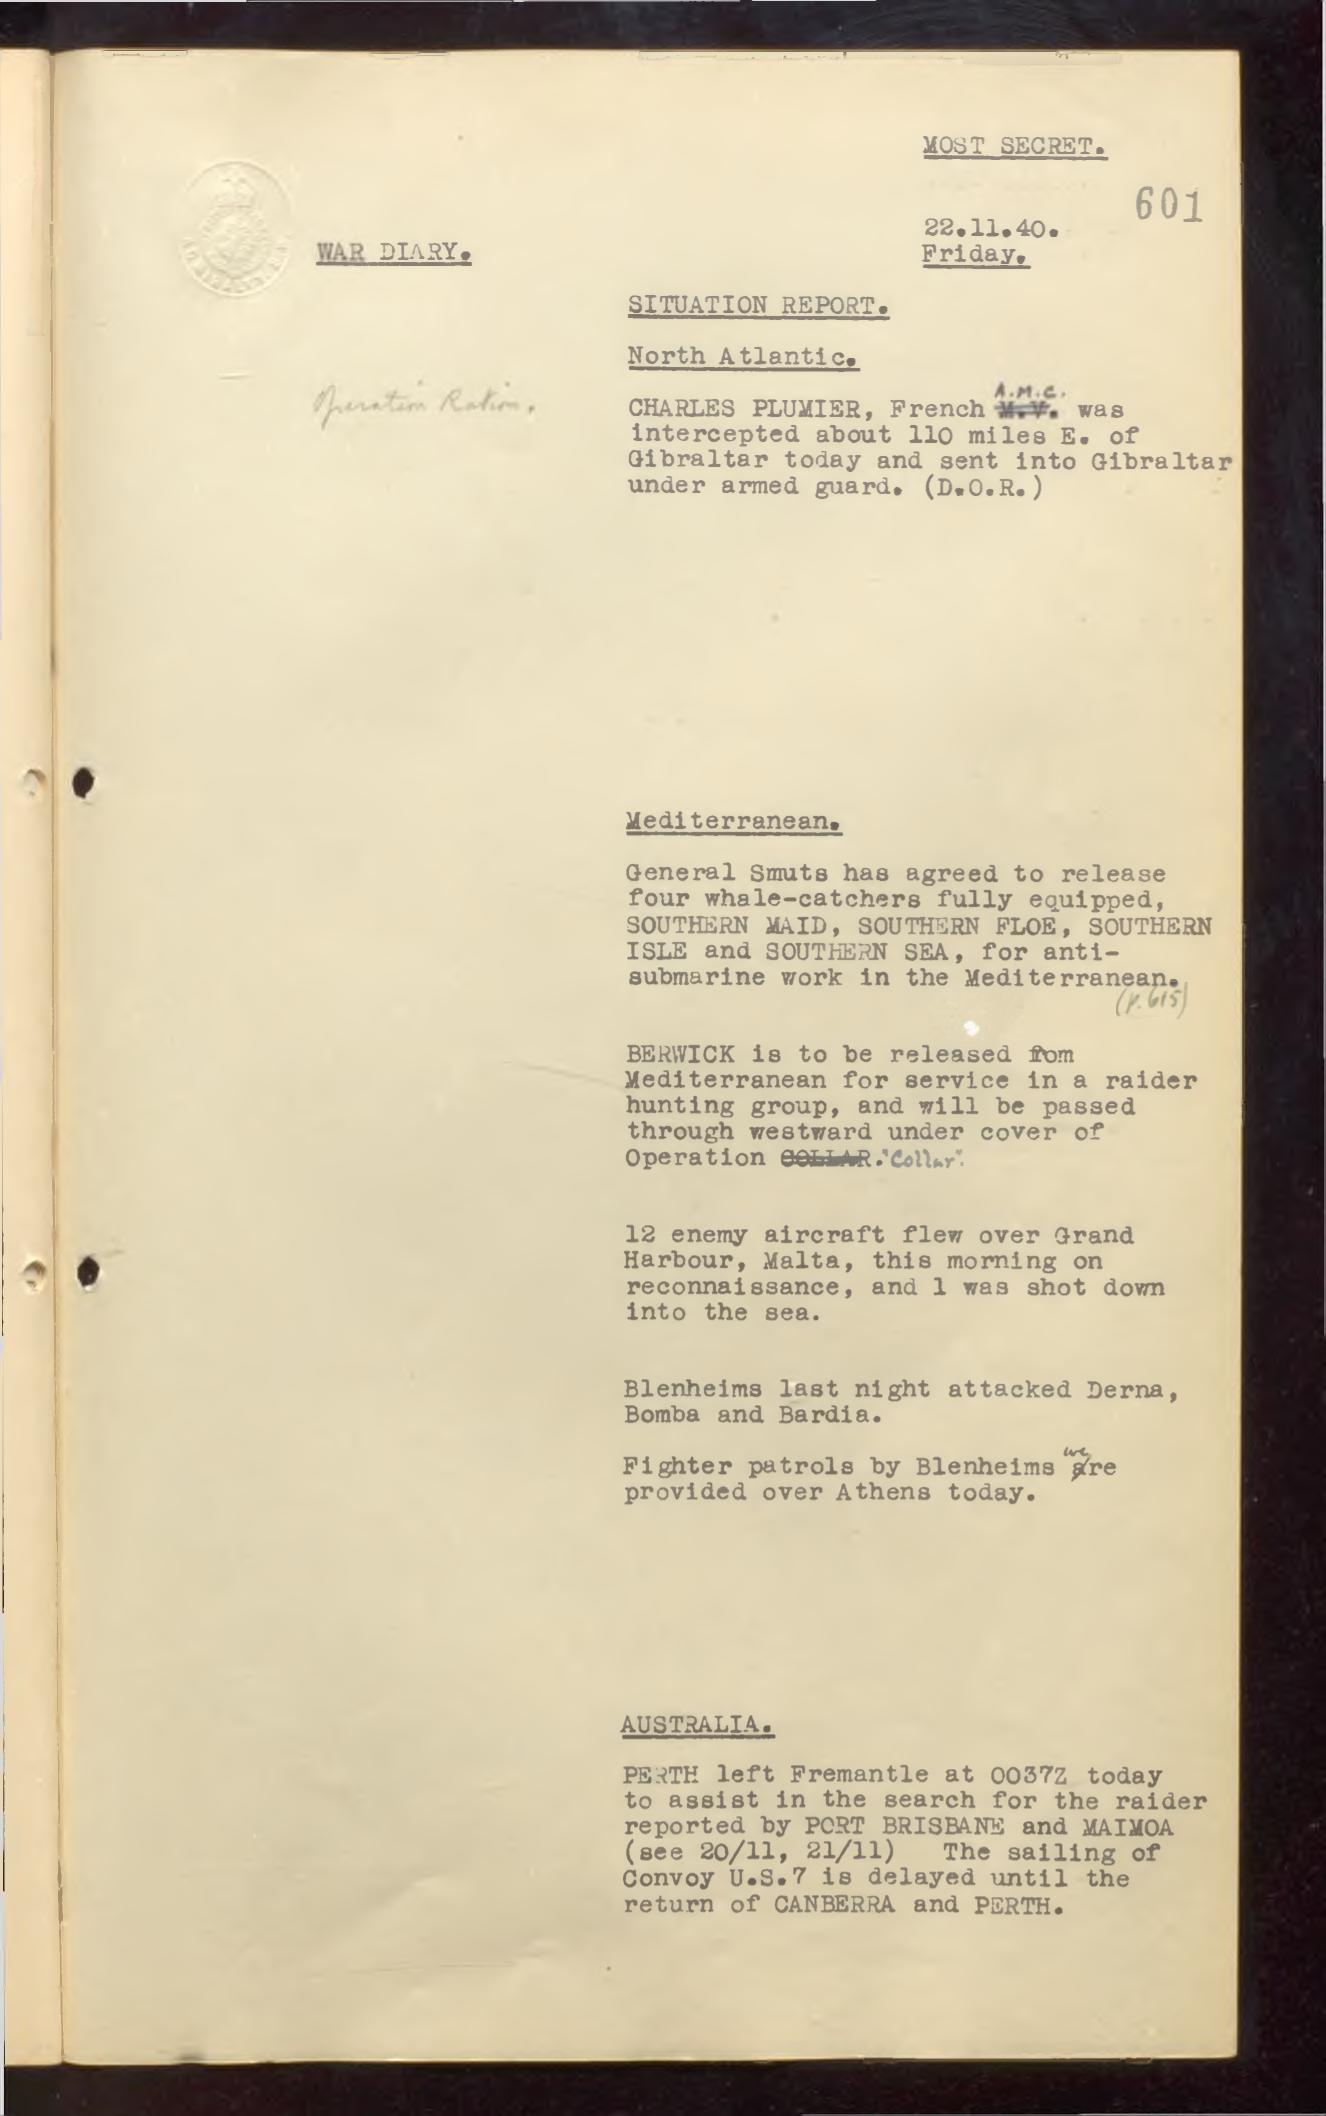 MOST SECRET.
601
22.11.40.
Friday.
WAR DIARY.
SITUATION REPORT.
North Atlantic.
Operation Ration.
A.M.C.
CHARLES PLUMIER, French M.V. was
intercepted about 110 miles E. of
Gibraltar today and sent into Gibraltar
under armed guard. (D.O.R.)
Mediterranean.
General Smuts has agreed to release
four whale-catchers fully equipped,
SOUTHERN MAID, SOUTHERN FLOE, SOUTHERN
ISLE and SOUTHERN SEA, for anti-
submarine work in the Mediterranean.
(p.615)
BERWICK is to be released from
Mediterranean for service in a raider
hunting group, and will be passed
through westward under cover of
Operation COLLAR. "Collar".
12 enemy aircraft flew over Grand
Harbour, Malta, this morning on
reconnaissance, and 1 was shot down
into the sea.
Blenheims last night attacked Derna,
Bomba and Bardia.
we
Fighter patrols by Blenheims are
provided over Athens today.
AUSTRALIA.
PERTH left Fremantle at 0037Z today
to assist in the search for the raider
reported by PORT BRISBANE and MAIMOA
(see 20/11, 21/11) The sailing of
Convoy U.S.7 is delayed until the
return of CANBERRA and PERTH.